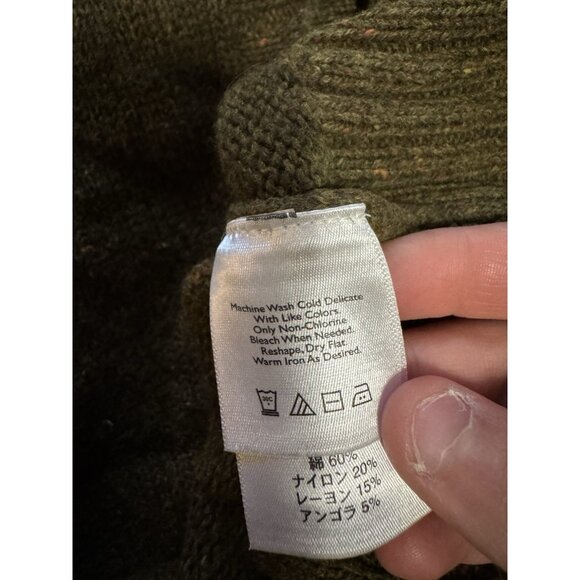 Machine Wash Cold Delicate
With Like Colors.
Only Non-Chlorine
Bleach When Needed.
Reshape, Dry Flat.
Warm Iron As Desired.
30C
綿 60%
ナイロン 20%
レーヨン 15%
アンゴラ 5%